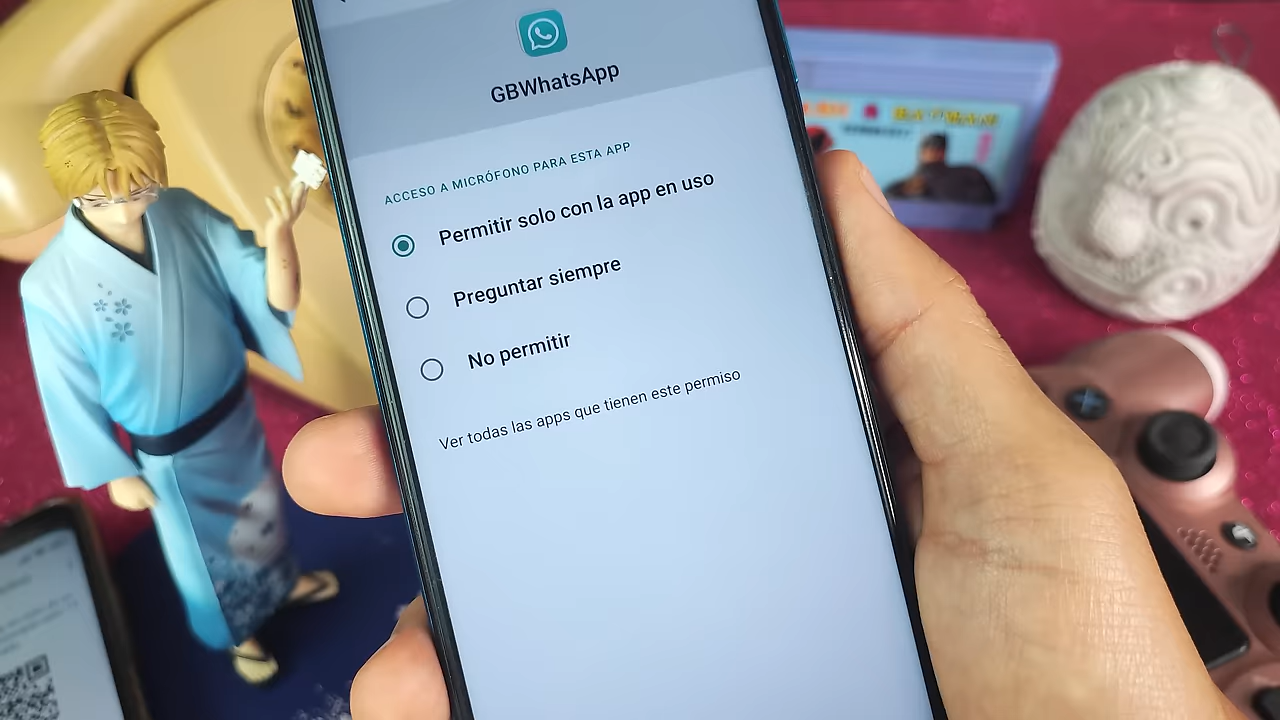 GBWhatsApp
ACCESO A MICRÓFONO PARA ESTA APP
Permitir solo con la app en uso
Preguntar siempre
No permitir
Ver todas las apps que tienen este permiso
BATMAN